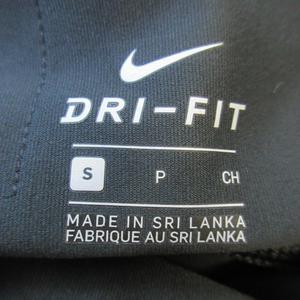 DRI-FIT
S P CH
MADE IN SRI LANKA
FABRIQUE AU SRI LANKA